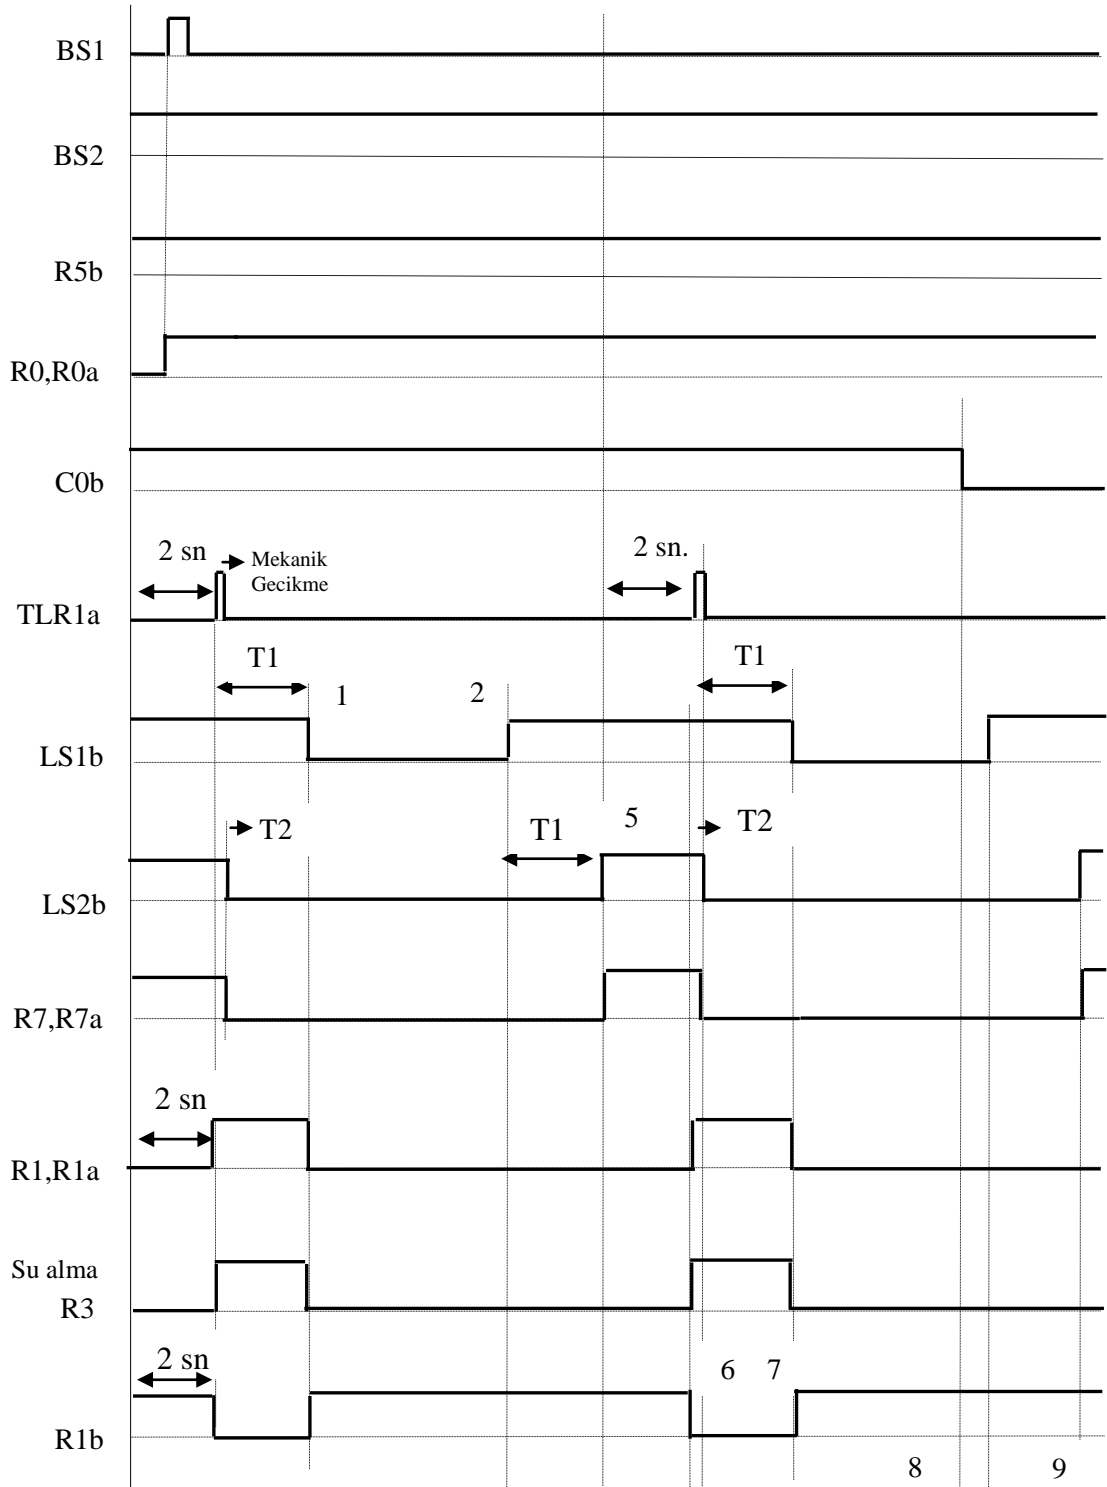 BS1
BS2
R5b
R0,R0a
C0b
2 sn
Mekanik
Gecikme
2 sn.
TLR1a
T1
T1
1
2
LS1b
T2
T1
5
T2
LS2b
R7,R7a
2 sn
R1,R1a
Su alma
R3
2 sn
6 7
R1b
8
9